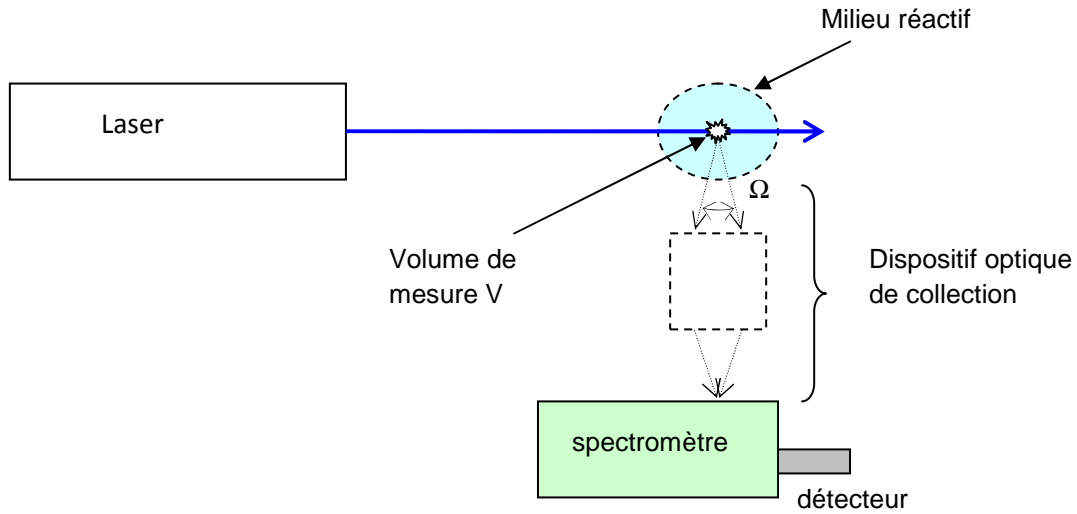 Milieu réactif
Laser
Ω
Volume de
mesure V
Dispositif optique
de collection
spectromètre
détecteur